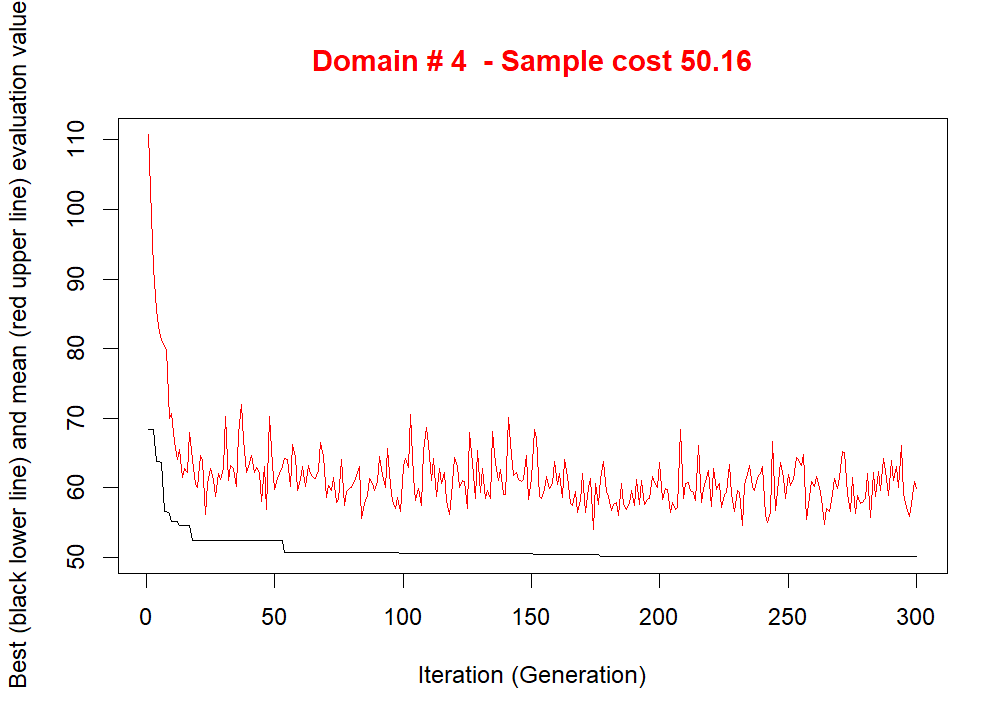 Domain # 4  - Sample cost 50.16
Best (black lower line) and mean (red upper line) evaluation value
110
100
90
80
70
60
50
0 50 100 150 200 250 300
Iteration (Generation)